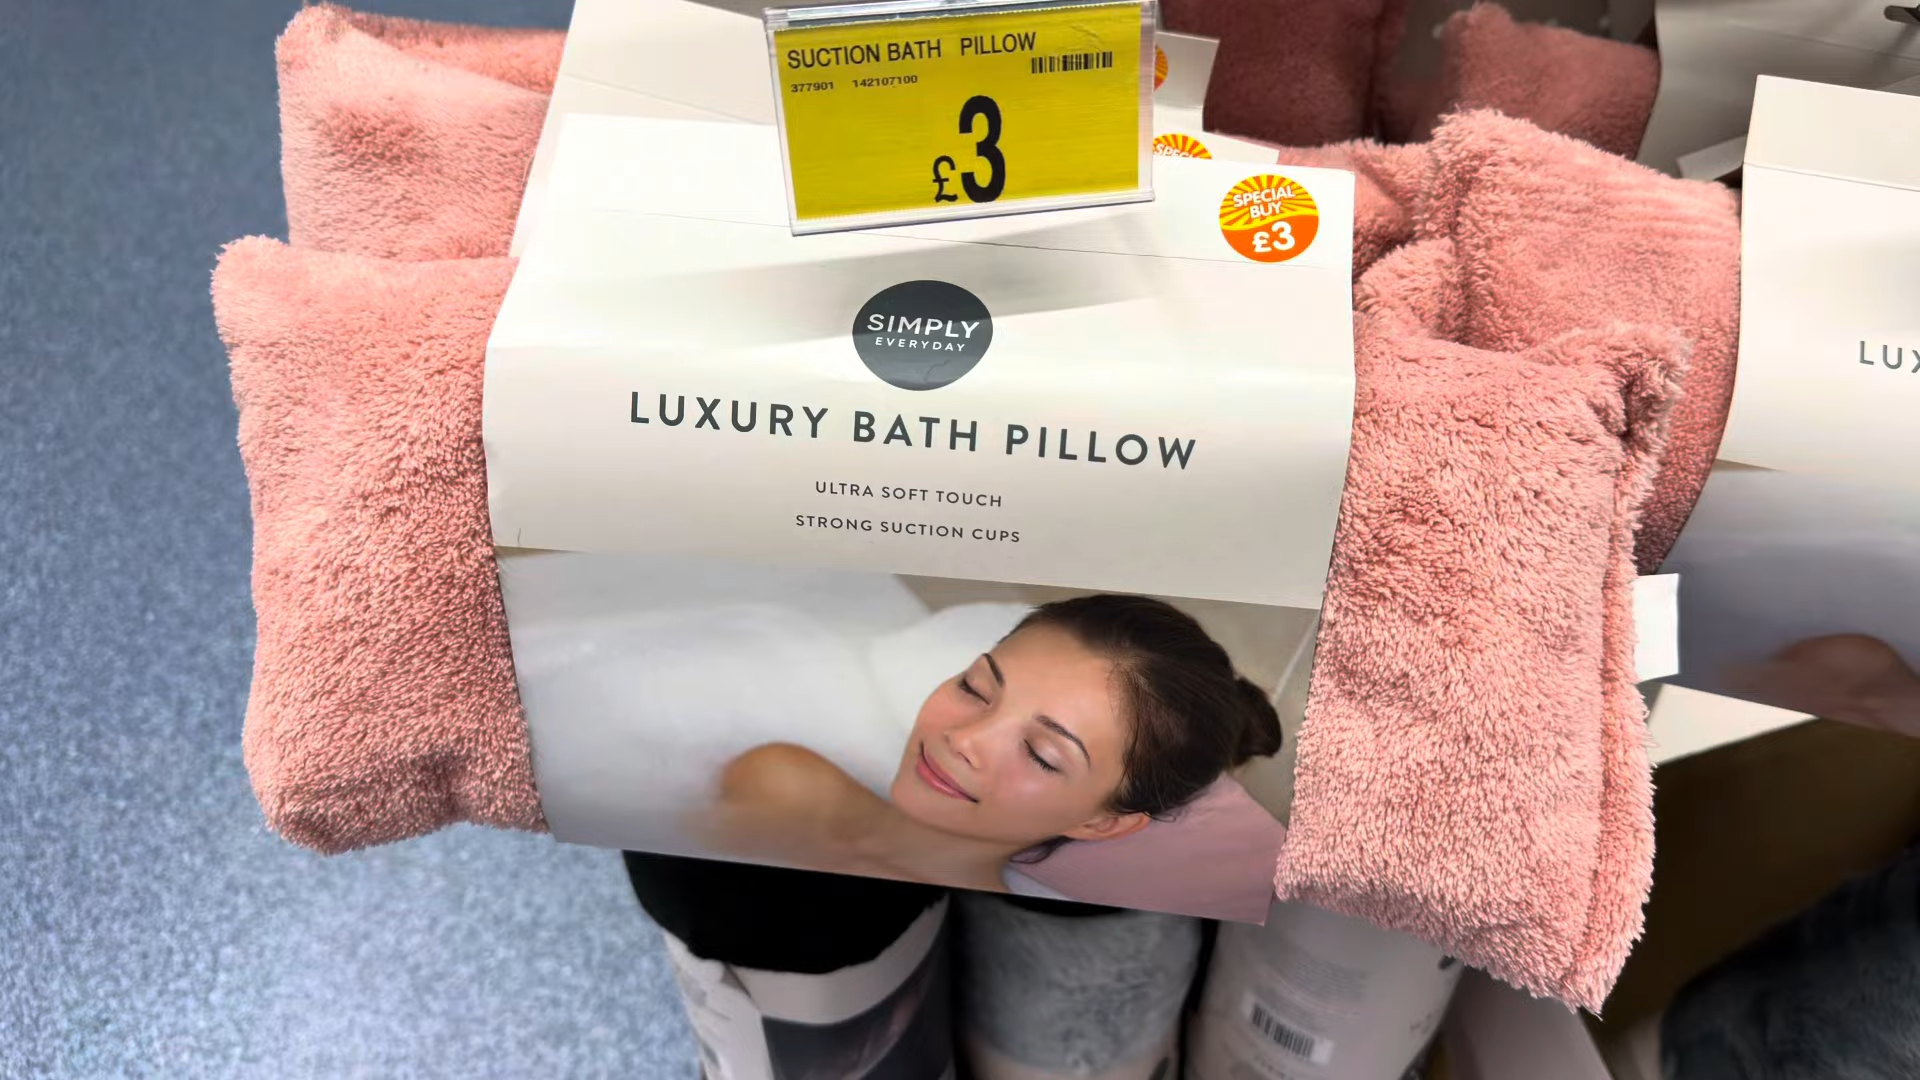 SUCTION BATH PILLOW
377901 142107100
£3
SPECIAL
BUY
£3
SIMPLY
EVERYDAY
LUXURY BATH PILLOW
ULTRA SOFT TOUCH
STRONG SUCTION CUPS
LUX